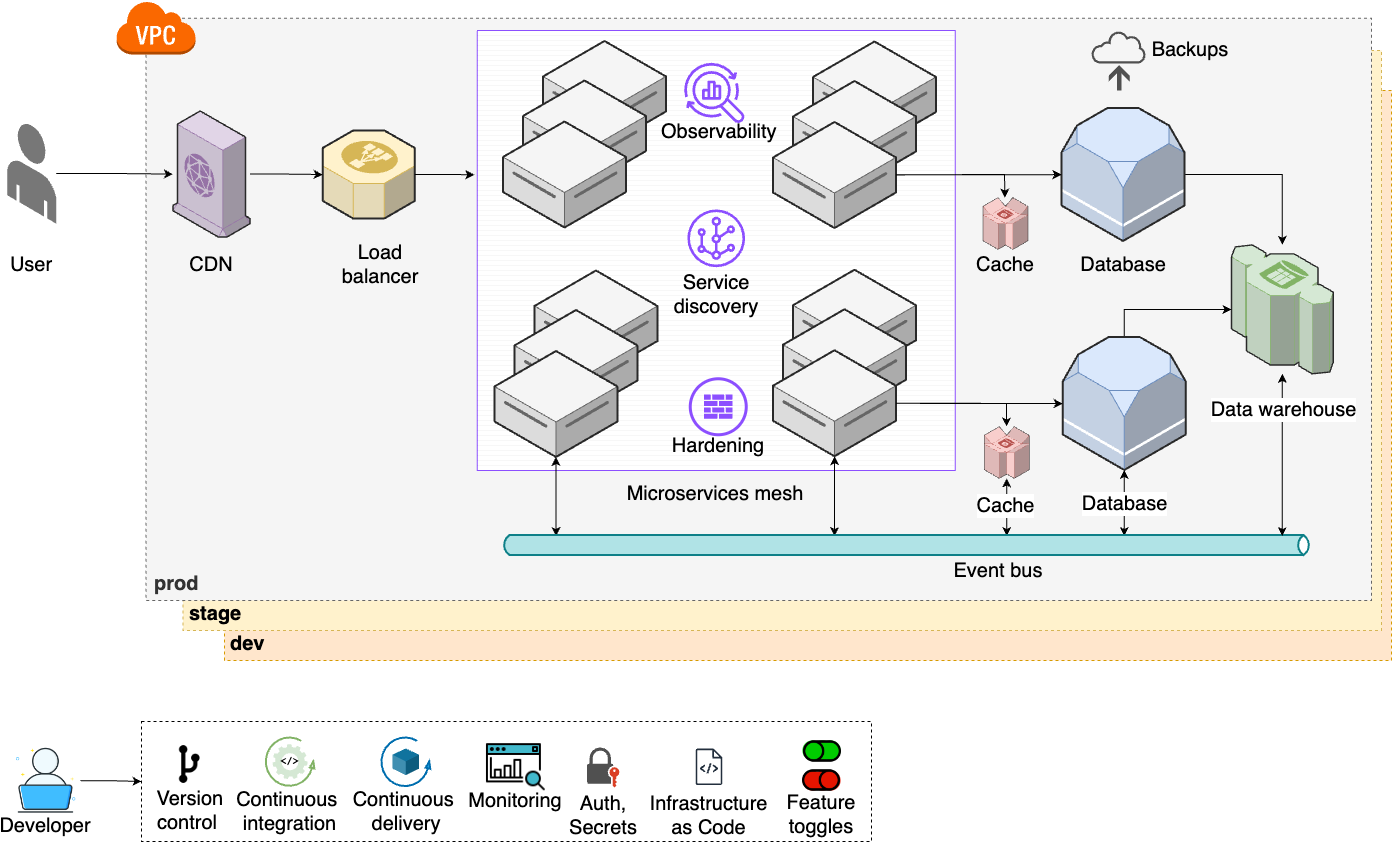 VPC
Backups
Observability
User
CDN
Load
balancer
Cache
Database
Service
discovery
Data warehouse
Hardening
Microservices mesh
Cache
Database
Event bus
prod
stage
dev
Developer
Version
control
Continuous
integration
Continuous
delivery
Monitoring
Auth,
Secrets
Infrastructure
as Code
Feature
toggles